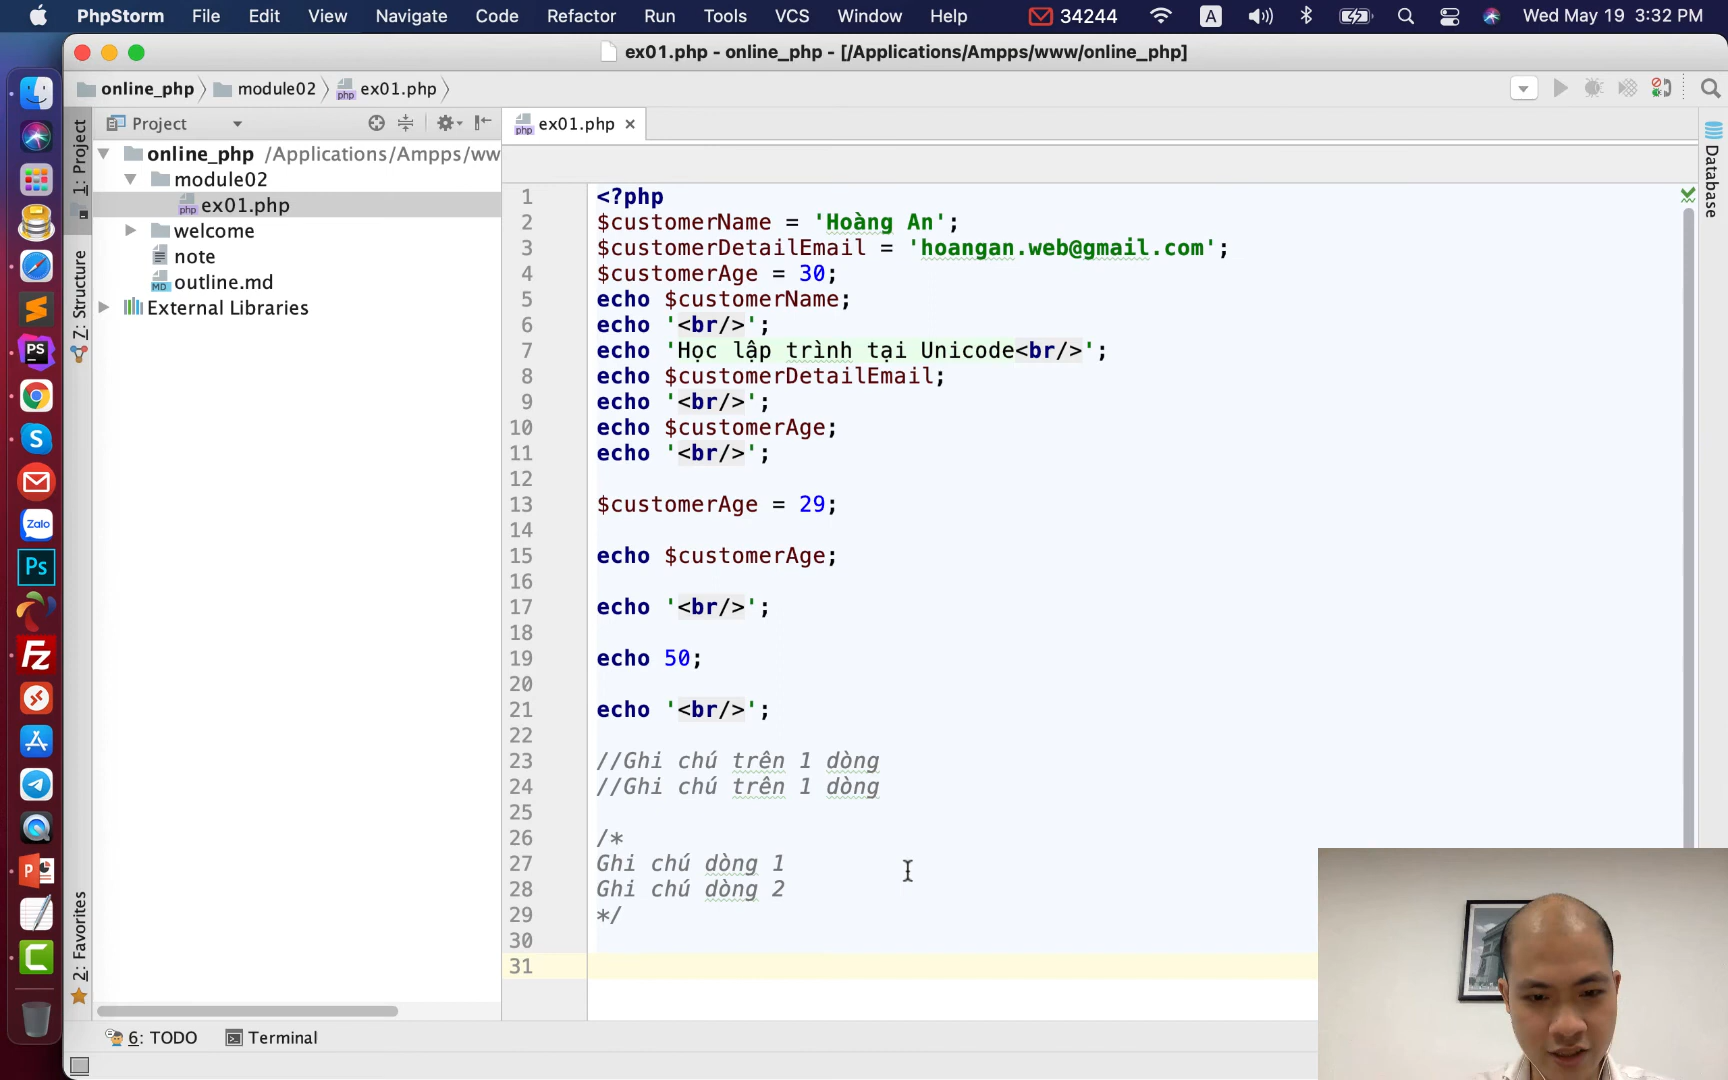 PhpStorm File Edit View Navigate Code Refactor Run Tools VCS Window Help 34244 A Wed May 19 3:32 PM
ex01.php - online_php - [/Applications/Ampps/www/online_php]
online_php module02 ex01.php
Project
ex01.php
online_php /Applications/Ampps/ww
module02
ex01.php
welcome
note
outline.md
External Libraries
1: Project
7: Structure
2: Favorites
Zalo
PS
S
Ps
Fz
P
C
1 <?php
2 $customerName = 'Hoàng An';
3 $customerDetailEmail = 'hoangan.web@gmail.com';
4 $customerAge = 30;
5 echo $customerName;
6 echo '<br/>';
7 echo 'Học lập trình tại Unicode<br/>';
8 echo $customerDetailEmail;
9 echo '<br/>';
10 echo $customerAge;
11 echo '<br/>';
12
13 $customerAge = 29;
14
15 echo $customerAge;
16
17 echo '<br/>';
18
19 echo 50;
20
21 echo '<br/>';
22
23 //Ghi chú trên 1 dòng
24 //Ghi chú trên 1 dòng
25
26 /*
27 Ghi chú dòng 1
28 Ghi chú dòng 2
29 */
30
31
Database
6: TODO Terminal